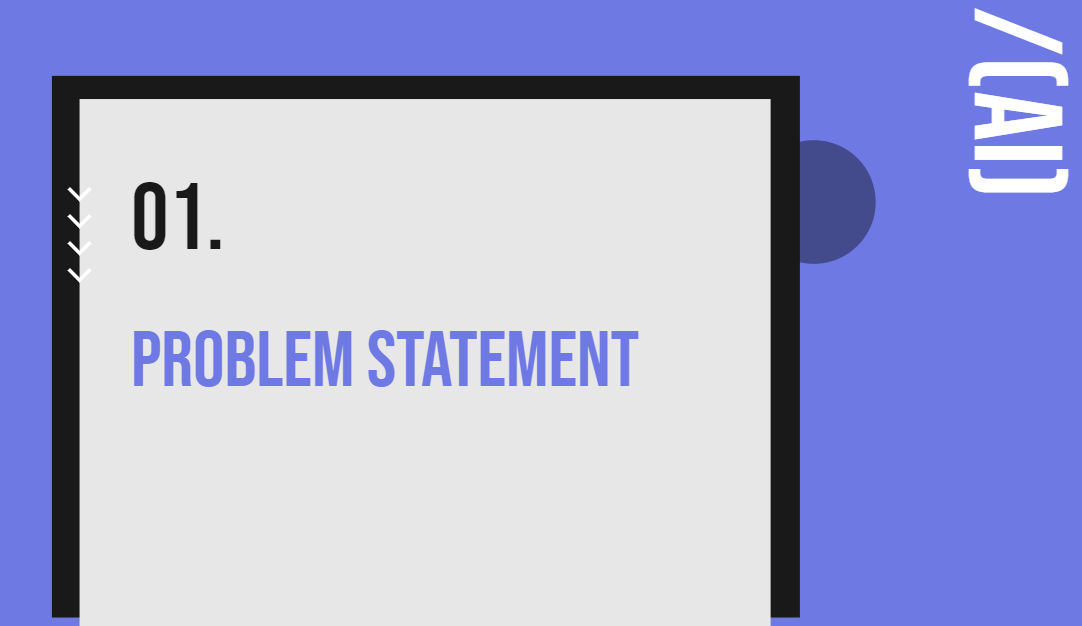 01.
PROBLEM STATEMENT
/(AI)